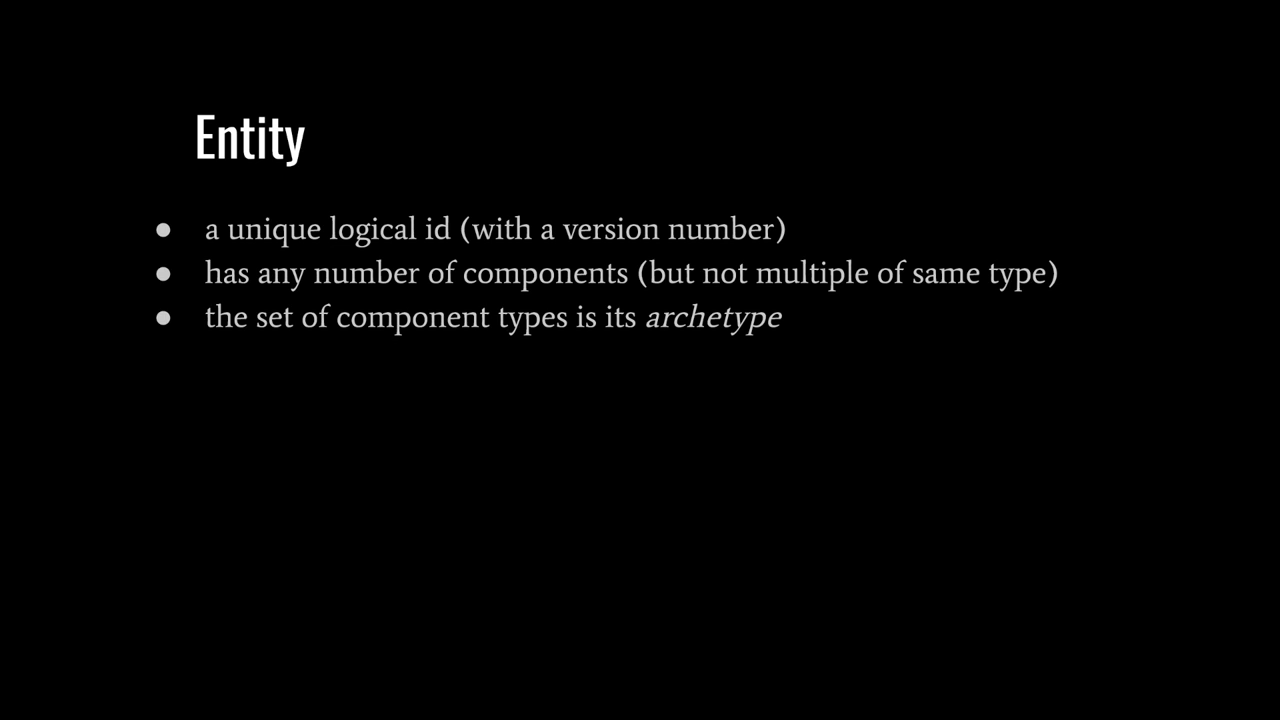 Entity
● a unique logical id (with a version number)
● has any number of components (but not multiple of same type)
● the set of component types is its archetype